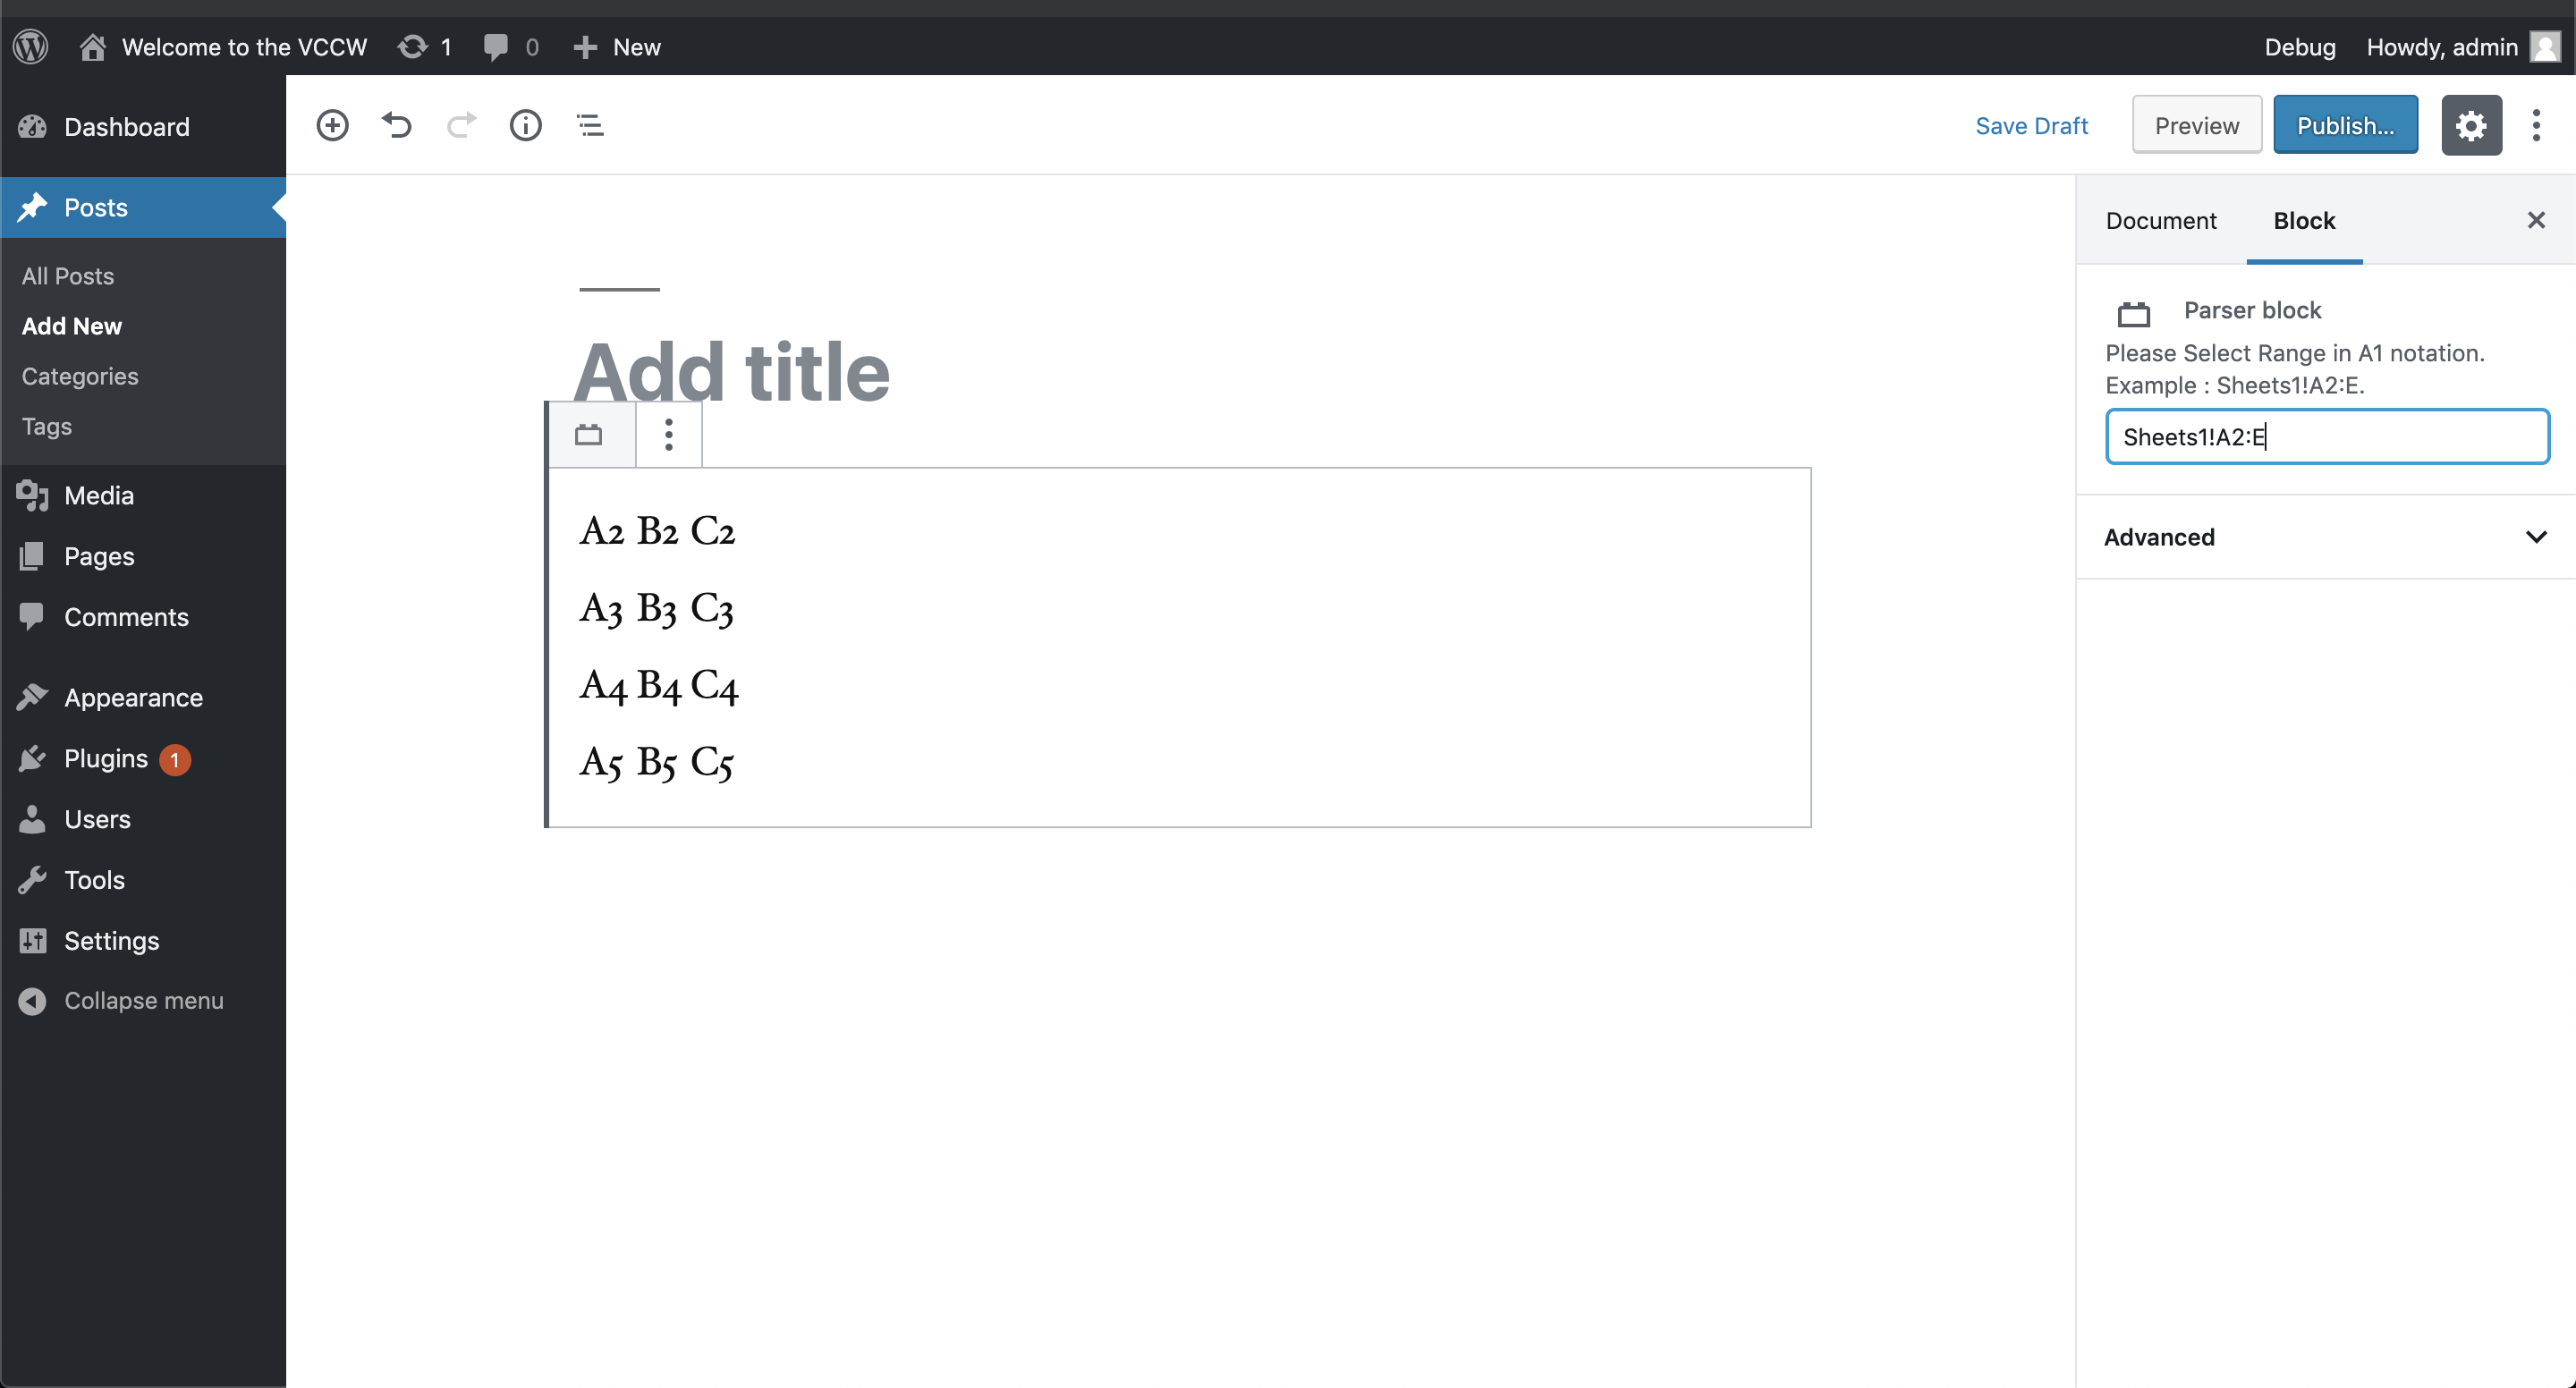 Welcome to the VCCW 1 0 New Debug Howdy, admin
Dashboard
Posts
All Posts
Add New
Categories
Tags
Media
Pages
Comments
Appearance
Plugins 1
Users
Tools
Settings
Collapse menu
Save Draft Preview Publish...
Add title
A2 B2 C2
A3 B3 C3
A4 B4 C4
A5 B5 C5
Document Block
Parser block
Please Select Range in A1 notation.
Example : Sheets1!A2:E.
Sheets1!A2:E
Advanced